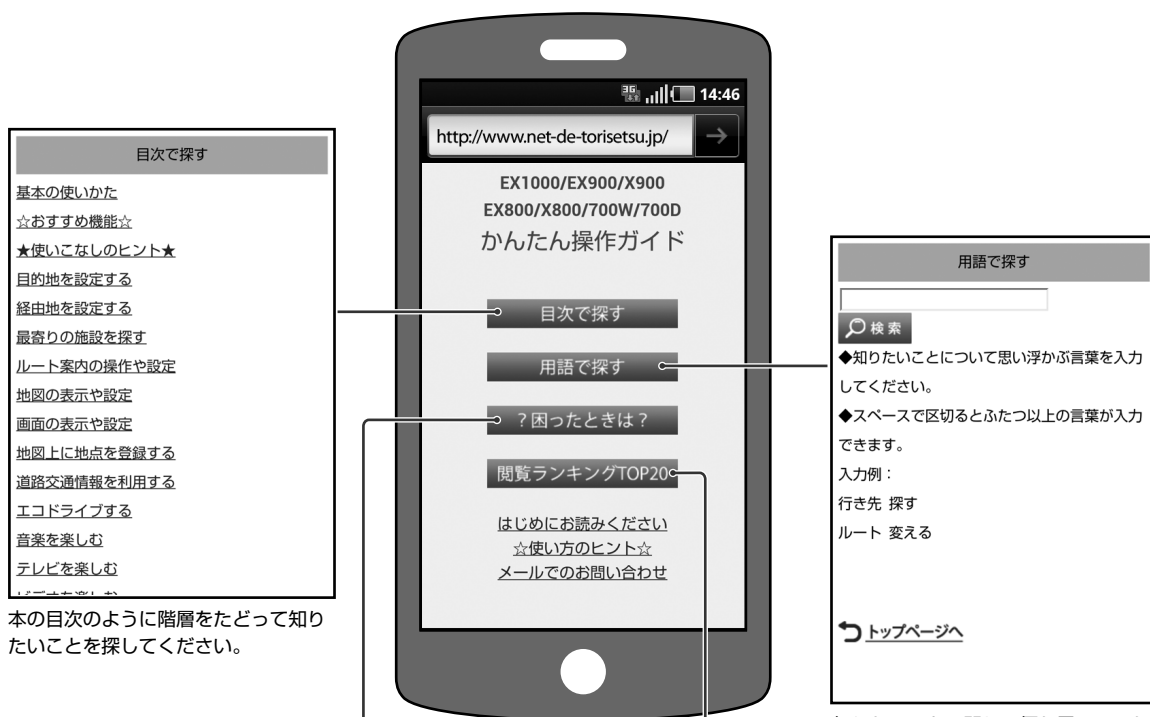 3G 14:46
http://www.net-de-torisetsu.jp/
EX1000/EX900/X900
EX800/X800/700W/700D
かんたん操作ガイド
目次で探す
用語で探す
？困ったときは？
閲覧ランキングTOP20
はじめにお読みください
☆使い方のヒント☆
メールでのお問い合わせ
目次で探す
基本の使いかた
☆おすすめ機能☆
★使いこなしのヒント★
目的地を設定する
経由地を設定する
最寄りの施設を探す
ルート案内の操作や設定
地図の表示や設定
画面の表示や設定
地図上に地点を登録する
道路交通情報を利用する
エコドライブする
音楽を楽しむ
テレビを楽しむ
本の目次のように階層をたどって知り
たいことを探してください。
用語で探す
検索
◆知りたいことについて思い浮かぶ言葉を入力
してください。
◆スペースで区切るとふたつ以上の言葉が入力
できます。
入力例：
行き先 探す
ルート 変える
トップページへ